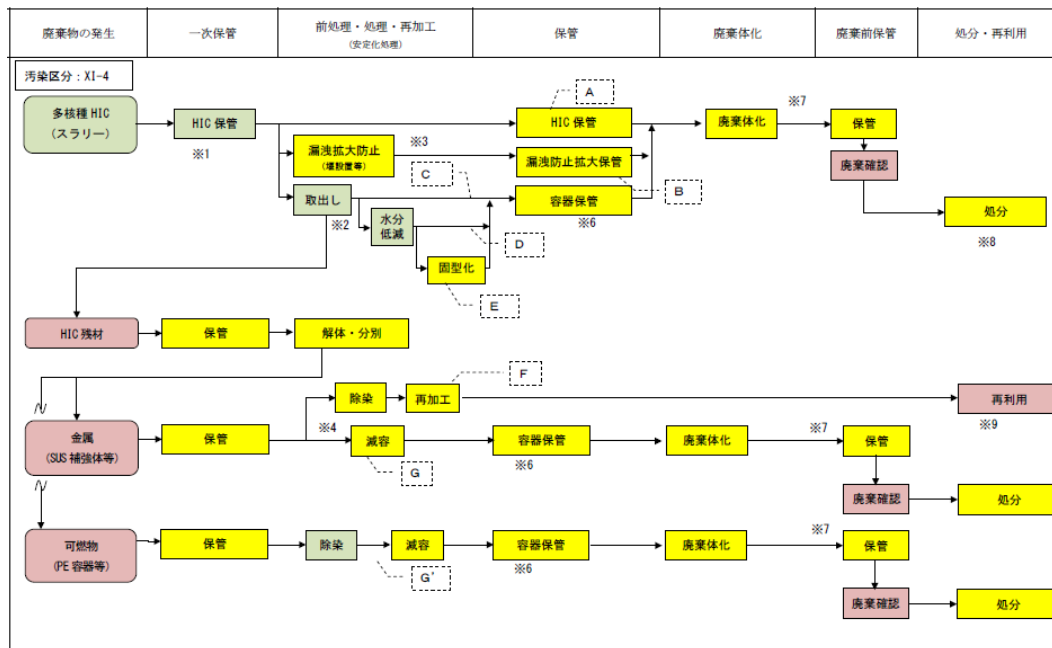 廃棄物の発生
一次保管
前処理・処理・再加工
(安定化処理)
保管
廃棄体化
廃棄前保管
処分・再利用
汚染区分：XI-4
多核種 HIC
(スラリー)
HIC 保管
※1
漏洩拡大防止
(堰設置等)
※3
取出し
※2
水分
低減
固型化
A
HIC 保管
漏洩防止拡大保管
B
C
容器保管
※6
D
E
廃棄体化
※7
保管
廃棄確認
処分
※8
HIC 残材
保管
解体・分別
金属
(SUS 補強体等)
保管
※4
除染
再加工
F
再利用
※9
減容
G
容器保管
※6
廃棄体化
※7
保管
廃棄確認
処分
可燃物
(PE 容器等)
保管
除染
減容
G'
容器保管
※6
廃棄体化
※7
保管
廃棄確認
処分